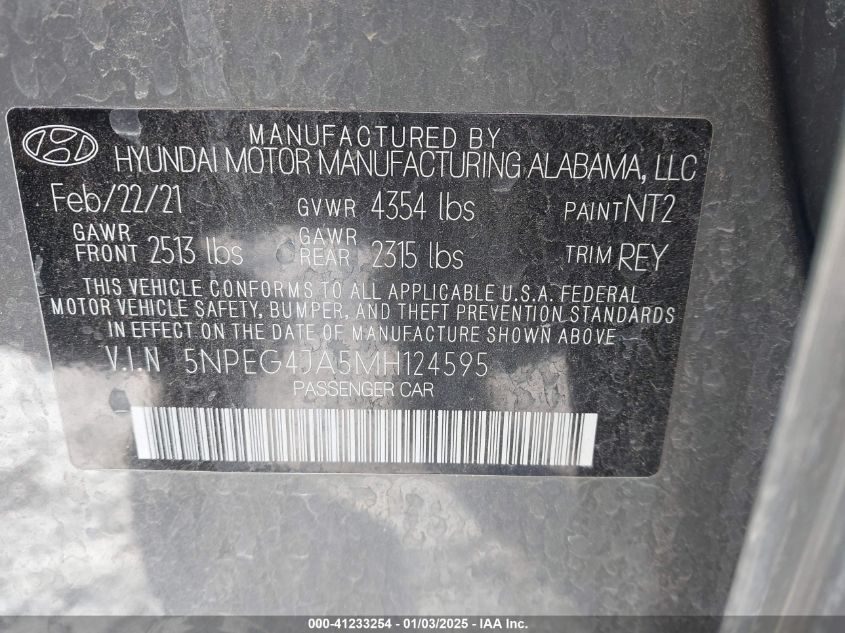 MANUFACTURED BY
HYUNDAI MOTOR MANUFACTURING ALABAMA, LLC
Feb/22/21 GVWR 4354 lbs PAINT NT2
GAWR FRONT 2513 lbs GAWR REAR 2315 lbs TRIM REY
THIS VEHICLE CONFORMS TO ALL APPLICABLE U.S.A. FEDERAL
MOTOR VEHICLE SAFETY, BUMPER, AND THEFT PREVENTION STANDARDS
IN EFFECT ON THE DATE OF MANUFACTURE SHOWN ABOVE
V.I.N 5NPEG4JA5MH124595
PASSENGER CAR
000-41233254 - 01/03/2025 - IAA Inc.